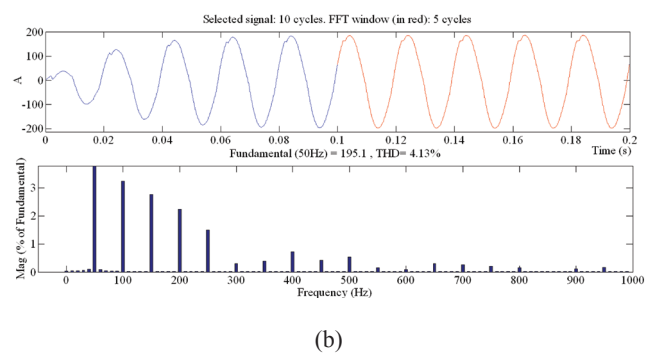 Selected signal: 10 cycles. FFT window (in red): 5 cycles
200
100
0
-100
-200
A
0 0.02 0.04 0.06 0.08 0.1 0.12 0.14 0.16 0.18 0.2
Time (s)
Fundamental (50Hz) = 195.1 , THD= 4.13%
3
2
1
0
Mag (% of Fundamental)
0 100 200 300 400 500 600 700 800 900 1000
Frequency (Hz)
(b)